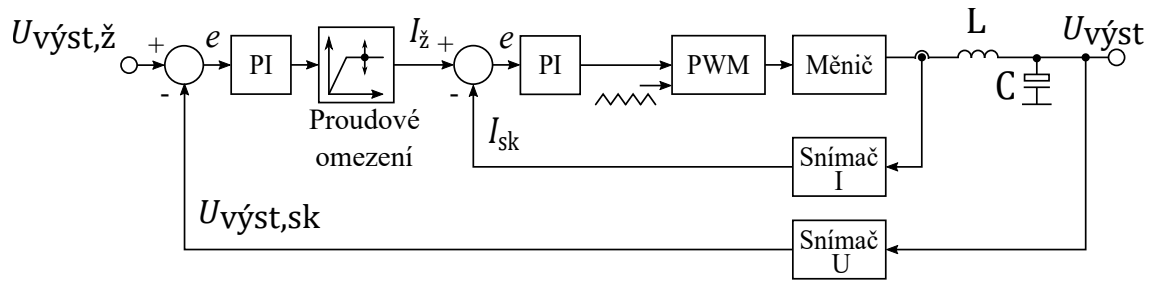 Uvýst,ž
+
-
e
PI
Proudové
omezení
Iž
+
-
e
PI
PWM
Měnič
L
C
Uvýst
Isk
Snímač
I
Uvýst,sk
Snímač
U